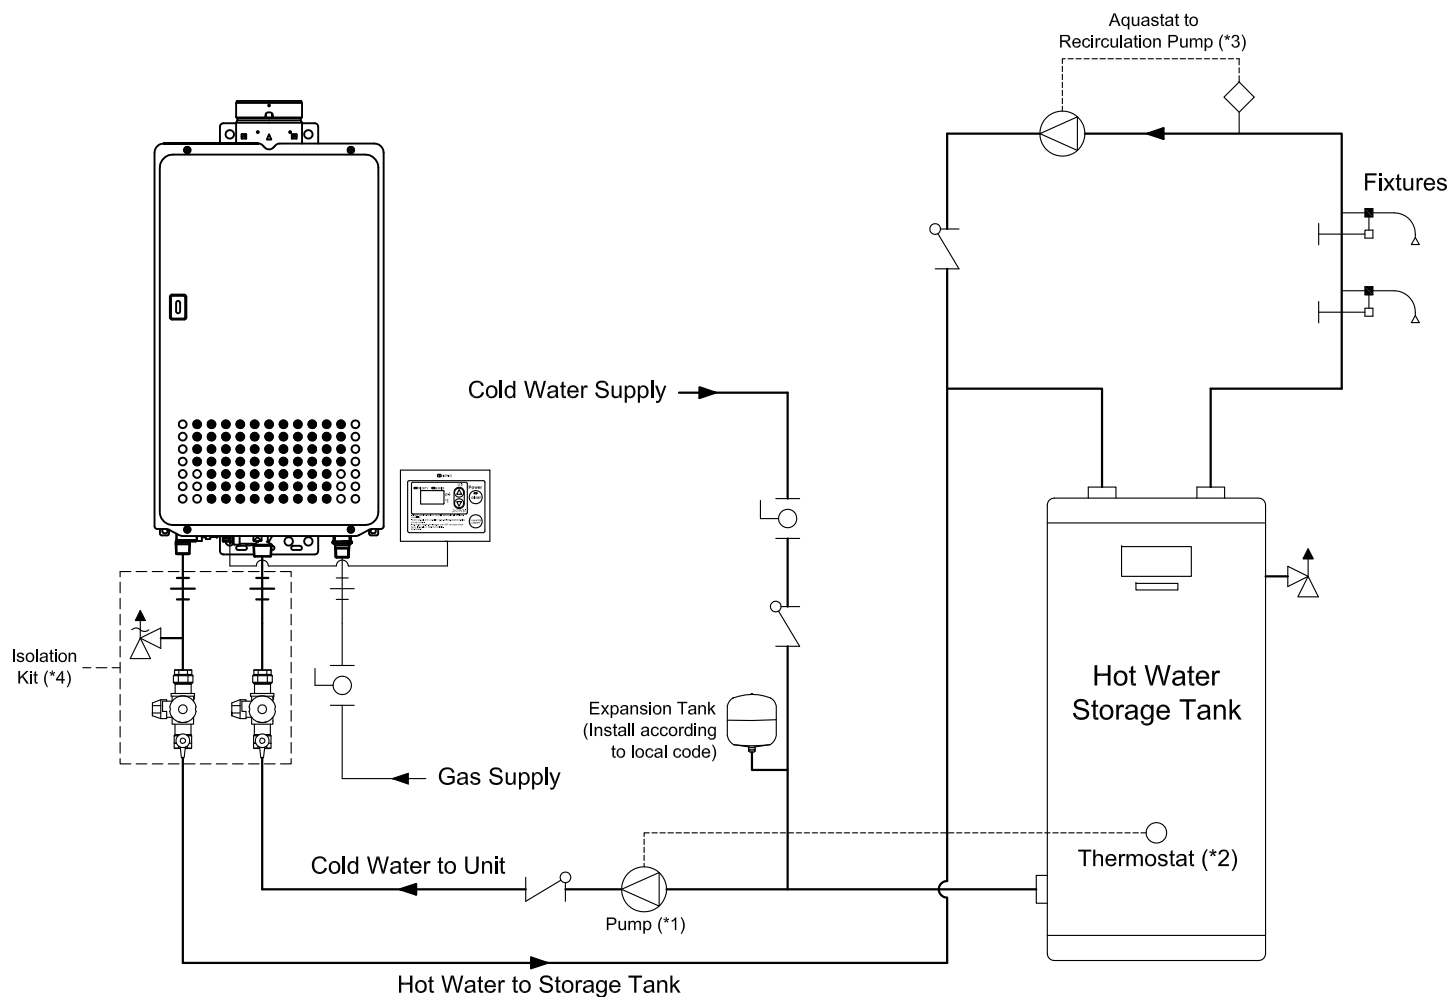 Aquastat to
Recirculation Pump (*3)
Fixtures
Cold Water Supply
Power
Isolation
Kit (*4)
Expansion Tank
(Install according
to local code)
Hot Water
Storage Tank
Gas Supply
Thermostat (*2)
Cold Water to Unit
Pump (*1)
Hot Water to Storage Tank